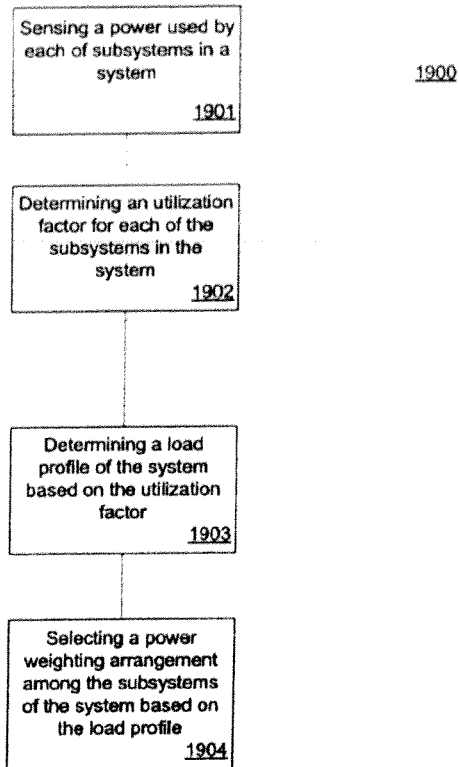 Sensing a power used by
each of subsystems in a
system
1901
1900
Determining an utilization
factor for each of the
subsystems in the
system
1902
Determining a load
profile of the system
based on the utilization
factor
1903
Selecting a power
weighting arrangement
among the subsystems
of the system based on
the load profile
1904